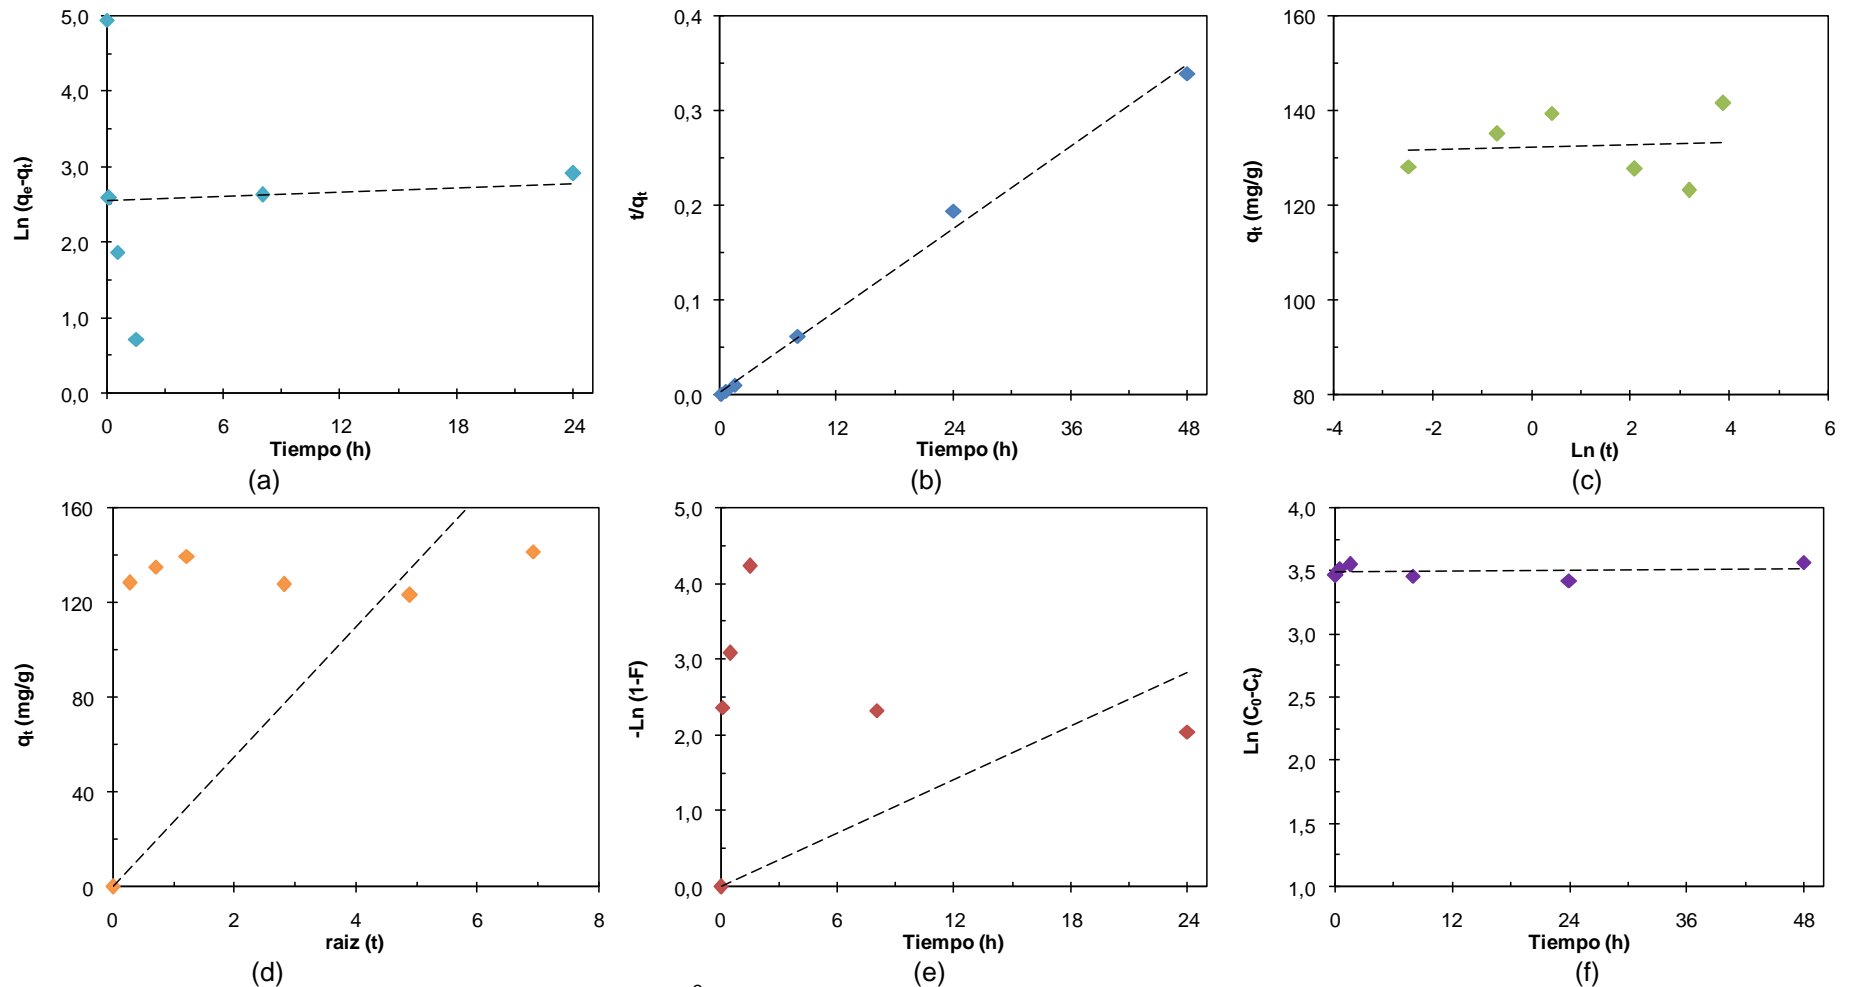 5,0
4,0
3,0
2,0
1,0
0,0
Ln (qe-qt)
0 6 12 18 24
Tiempo (h)
(a)
0,4
0,3
0,2
0,1
0,0
t/qt
0 12 24 36 48
Tiempo (h)
(b)
160
140
120
100
80
qt (mg/g)
-4 -2 0 2 4 6
Ln (t)
(c)
160
120
80
40
0
qt (mg/g)
0 2 4 6 8
raiz (t)
(d)
5,0
4,0
3,0
2,0
1,0
0,0
-Ln (1-F)
0 6 12 18 24
Tiempo (h)
(e)
4,0
3,5
3,0
2,5
2,0
1,5
1,0
Ln (C0-Ct)
0 12 24 36 48
Tiempo (h)
(f)